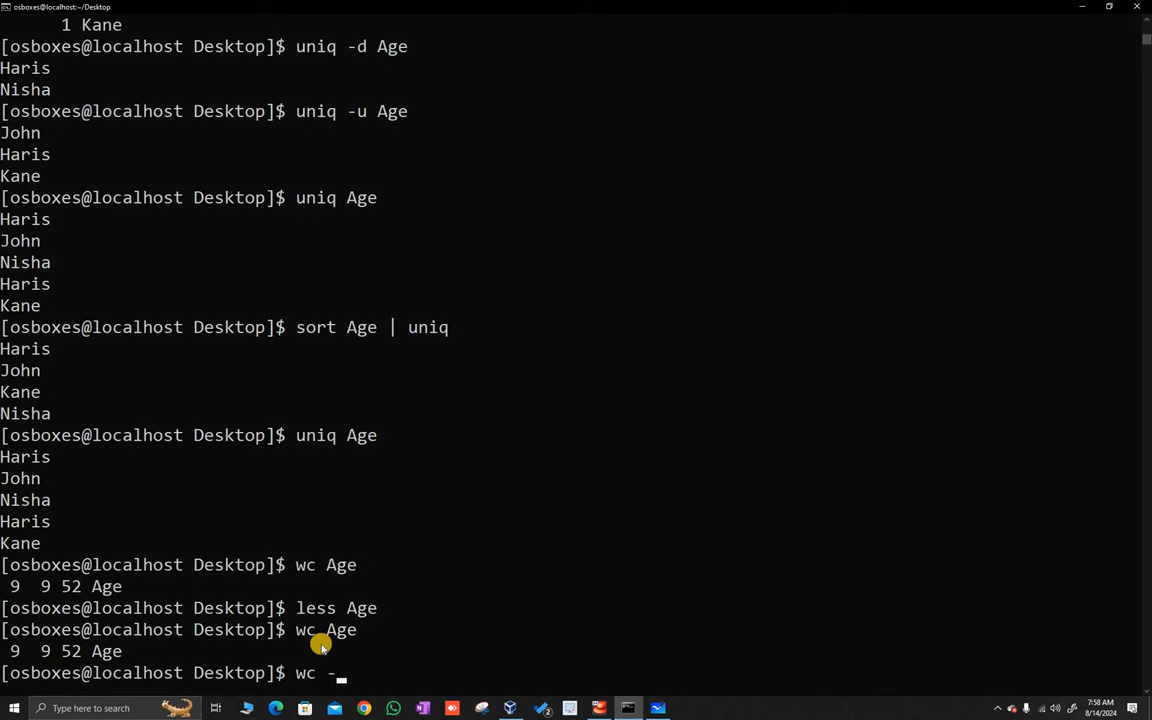 osboxes@localhost:~/Desktop
1 Kane
[osboxes@localhost Desktop]$ uniq -d Age
Haris
Nisha
[osboxes@localhost Desktop]$ uniq -u Age
John
Haris
Kane
[osboxes@localhost Desktop]$ uniq Age
Haris
John
Nisha
Haris
Kane
[osboxes@localhost Desktop]$ sort Age | uniq
Haris
John
Kane
Nisha
[osboxes@localhost Desktop]$ uniq Age
Haris
John
Nisha
Haris
Kane
[osboxes@localhost Desktop]$ wc Age
9 9 52 Age
[osboxes@localhost Desktop]$ less Age
[osboxes@localhost Desktop]$ wc Age
9 9 52 Age
[osboxes@localhost Desktop]$ wc -
Type here to search
2
7:58 AM
8/14/2024